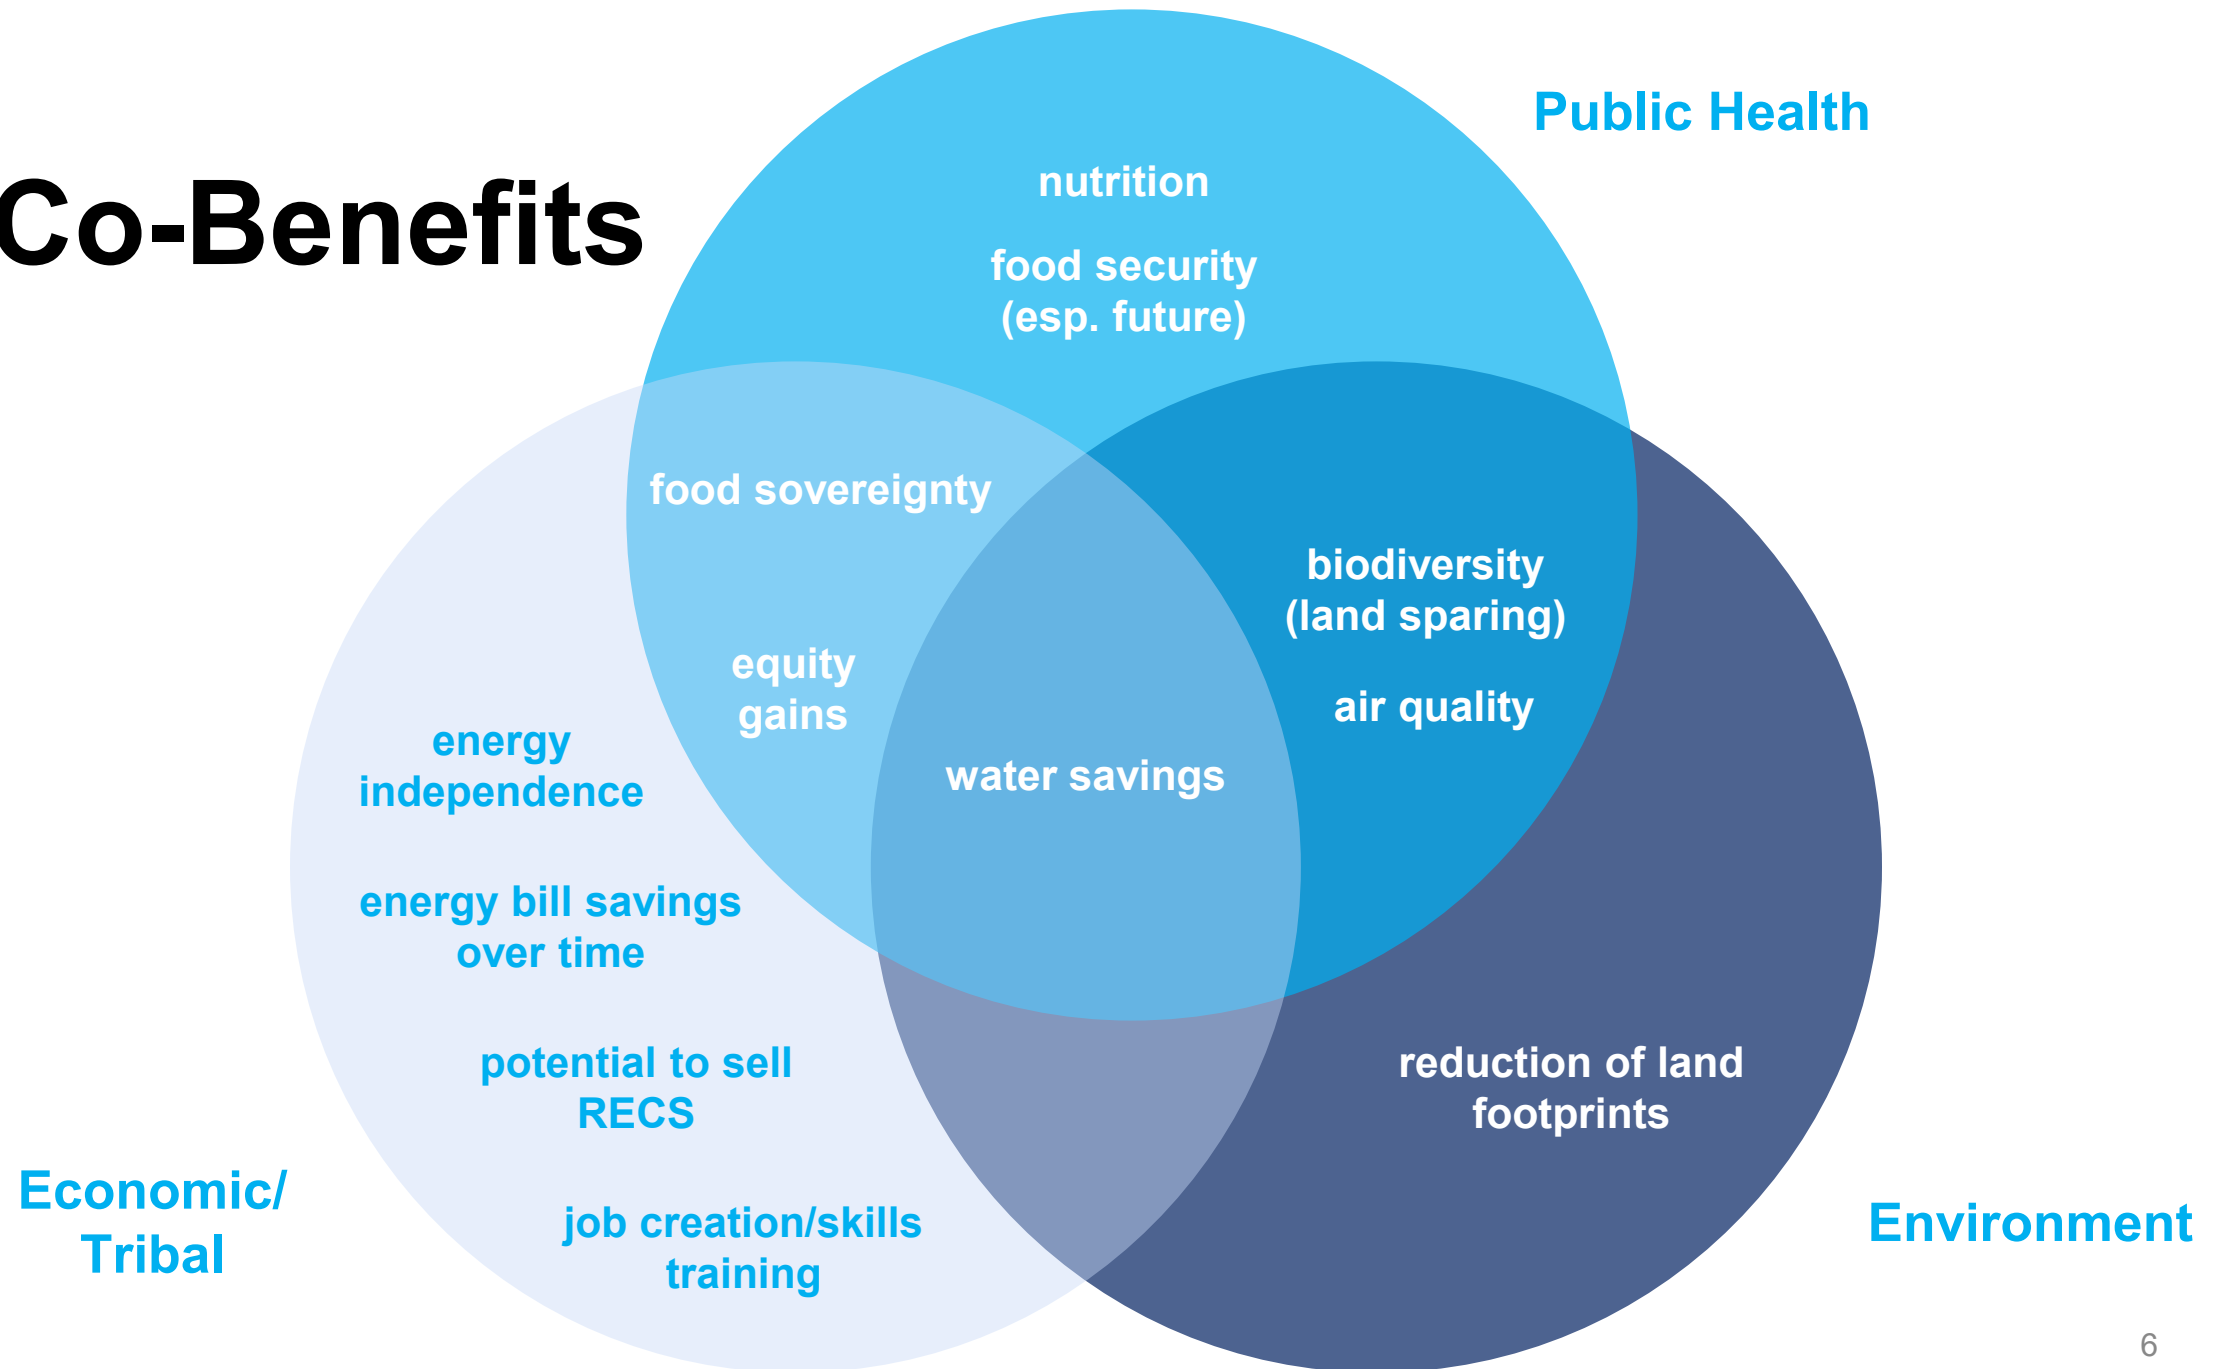 Co-Benefits
Public Health
nutrition
food security
(esp. future)
food sovereignty
equity
gains
biodiversity
(land sparing)
air quality
water savings
energy
independence
energy bill savings
over time
potential to sell
RECS
job creation/skills
training
reduction of land
footprints
Economic/
Tribal
Environment
6